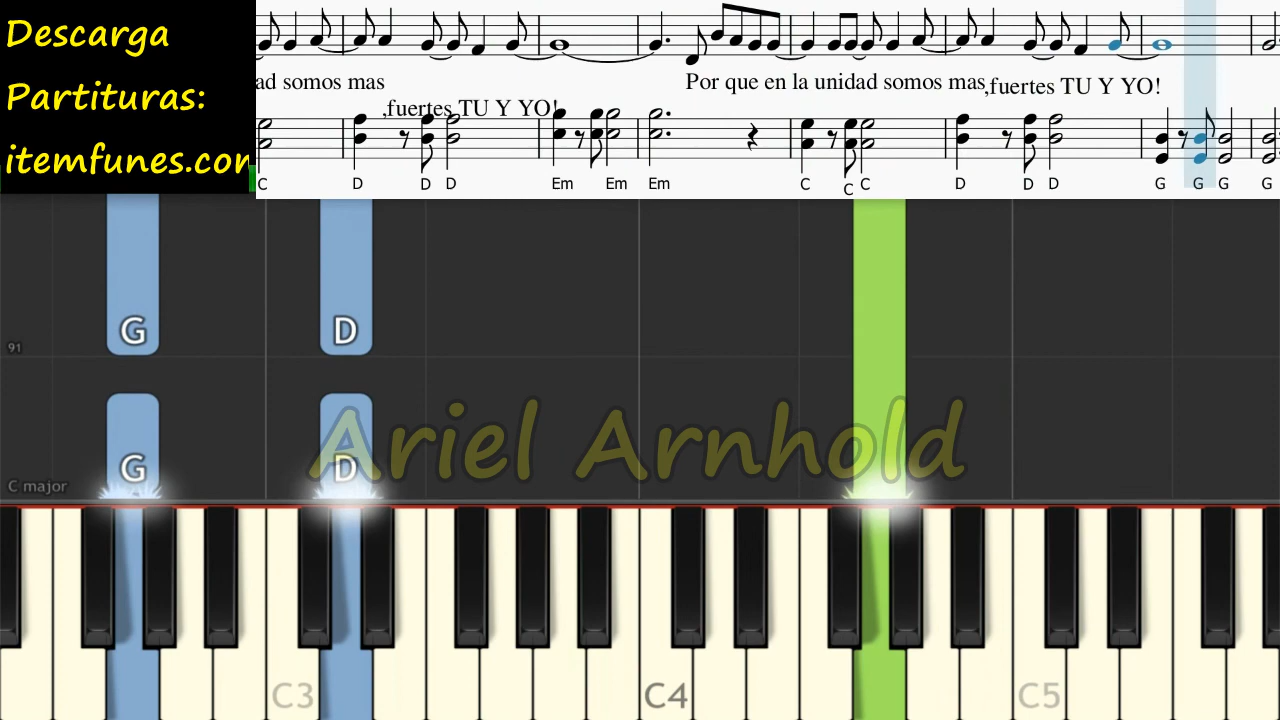 Descarga
Partituras:
itemfunes.com
ad somos mas
,fuertes TU Y YO!
Por que en la unidad somos mas
,fuertes TU Y YO!
C D D D Em Em Em C C C D D D G G G G
G D
91
G D
Ariel Arnhold
C major
C3 C4 C5